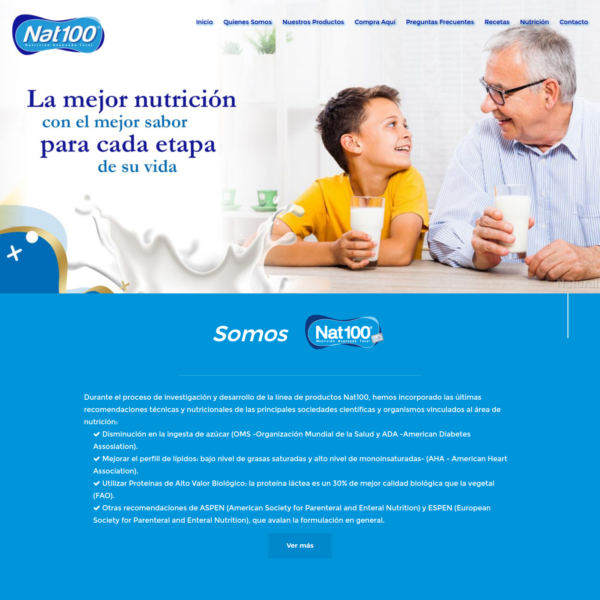 Nat100
Nutrición Avanzada Total
Inicio
Quienes Somos
Nuestros Productos
Compra Aquí
Preguntas Frecuentes
Recetas
Nutrición
Contacto
La mejor nutrición
con el mejor sabor
para cada etapa
de su vida
Somos
Nat100
Nutrición Avanzada Total
Durante el proceso de investigación y desarrollo de la línea de productos Nat100, hemos incorporado las últimas
recomendaciones técnicas y nutricionales de las principales sociedades científicas y organismos vinculados al área de
nutrición:
✔ Disminución en la ingesta de azúcar (OMS -Organización Mundial de la Salud y ADA -American Diabetes
Assosiation).
✔ Mejorar el perfill de lípidos: bajo nivel de grasas saturadas y alto nivel de monoinsaturadas- (AHA - American Heart
Association).
✔ Utilizar Proteínas de Alto Valor Biológico: la proteína láctea es un 30% de mejor calidad biológica que la vegetal
(FAO).
✔ Otras recomendaciones de ASPEN (American Society for Parenteral and Enteral Nutrition) y ESPEN (European
Society for Parenteral and Enteral Nutrition), que avalan la formulación en general.
Ver más